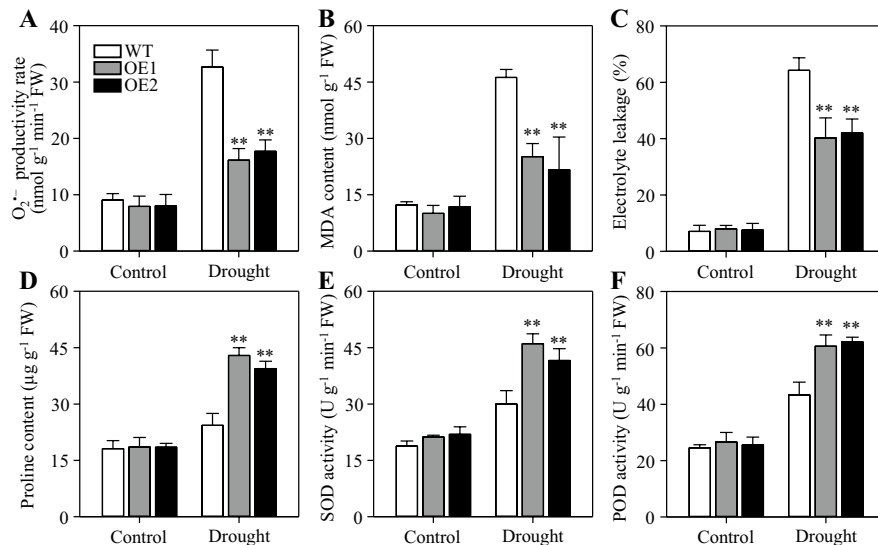 A
O₂•− productivity rate
(nmol g⁻¹ min⁻¹ FW)
40
30
20
10
0
WT
OE1
OE2
** **
Control Drought
B
MDA content (nmol g⁻¹ FW)
60
45
30
15
0
** **
Control Drought
C
Electrolyte leakage (%)
80
60
40
20
0
** **
Control Drought
D
Proline content (μg g⁻¹ FW)
60
45
30
15
0
** **
Control Drought
E
SOD activity (U g⁻¹ min⁻¹ FW)
60
45
30
15
0
** **
Control Drought
F
POD activity (U g⁻¹ min⁻¹ FW)
80
60
40
20
0
** **
Control Drought